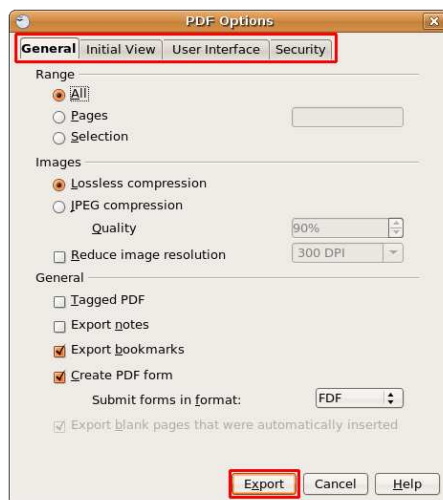 PDF Options
General Initial View User Interface Security
Range
All
Pages
Selection
Images
Lossless compression
JPEG compression
Quality 90%
Reduce image resolution 300 DPI
General
Tagged PDF
Export notes
Export bookmarks
Create PDF form
Submit forms in format: FDF
Export blank pages that were automatically inserted
Export Cancel Help